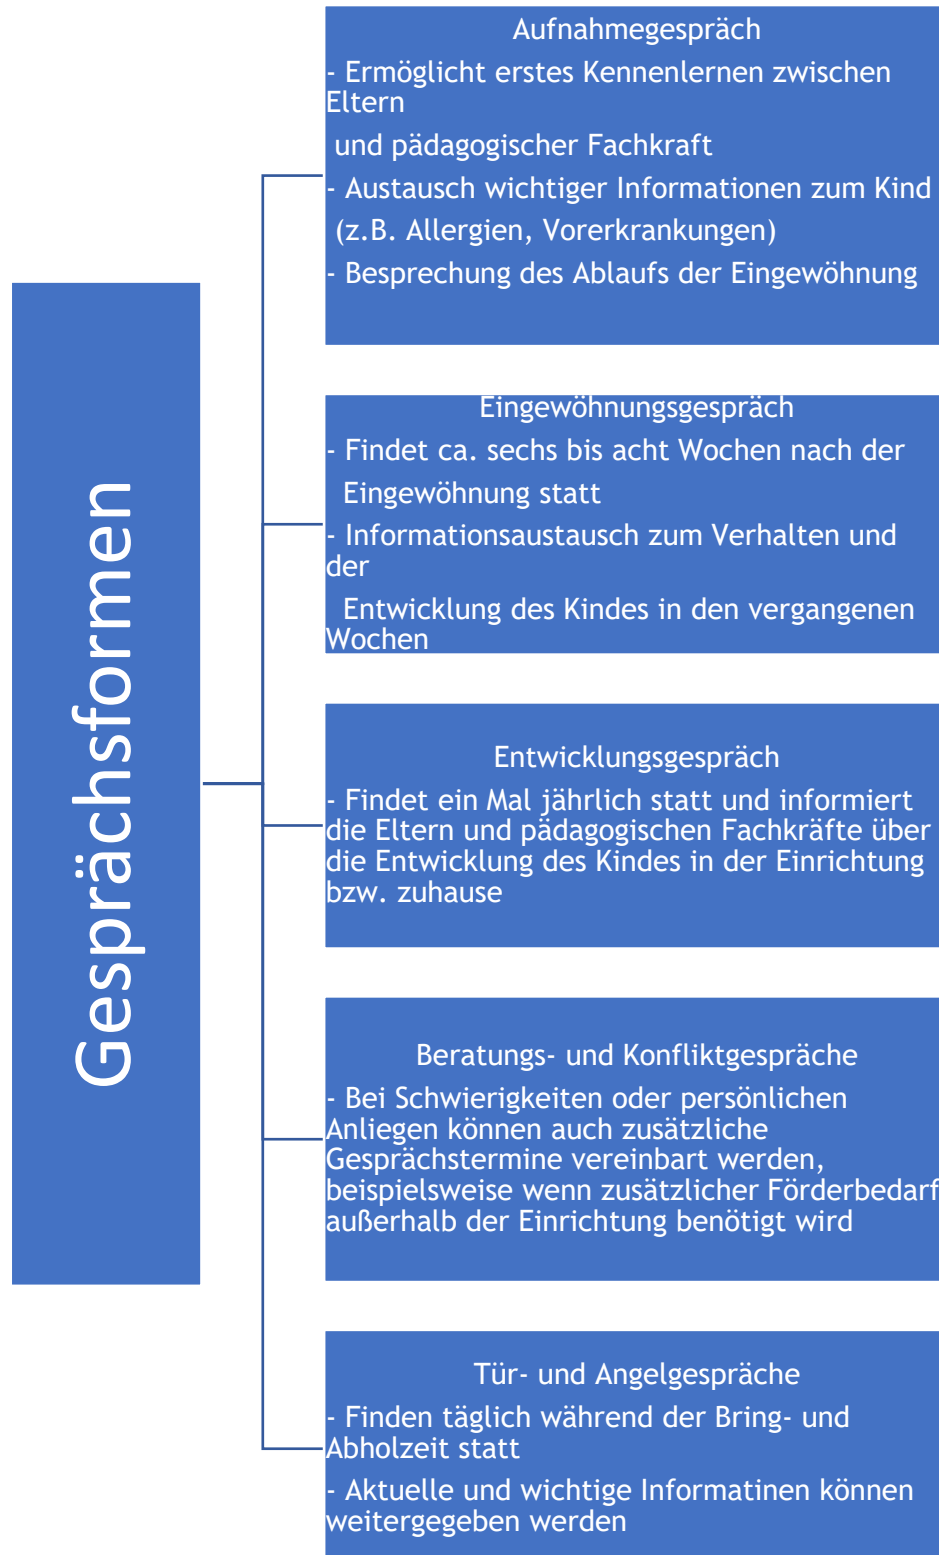 Gesprächsformen
Aufnahmegespräch
- Ermöglicht erstes Kennenlernen zwischen
Eltern
und pädagogischer Fachkraft
- Austausch wichtiger Informationen zum Kind
(z.B. Allergien, Vorerkrankungen)
- Besprechung des Ablaufs der Eingewöhnung
Eingewöhnungsgespräch
- Findet ca. sechs bis acht Wochen nach der
Eingewöhnung statt
- Informationsaustausch zum Verhalten und
der
Entwicklung des Kindes in den vergangenen
Wochen
Entwicklungsgespräch
- Findet ein Mal jährlich statt und informiert
die Eltern und pädagogischen Fachkräfte über
die Entwicklung des Kindes in der Einrichtung
bzw. zuhause
Beratungs- und Konfliktgespräche
- Bei Schwierigkeiten oder persönlichen
Anliegen können auch zusätzliche
Gesprächstermine vereinbart werden,
beispielsweise wenn zusätzlicher Förderbedarf
außerhalb der Einrichtung benötigt wird
Tür- und Angelgespräche
- Finden täglich während der Bring- und
Abholzeit statt
- Aktuelle und wichtige Informatinen können
weitergegeben werden